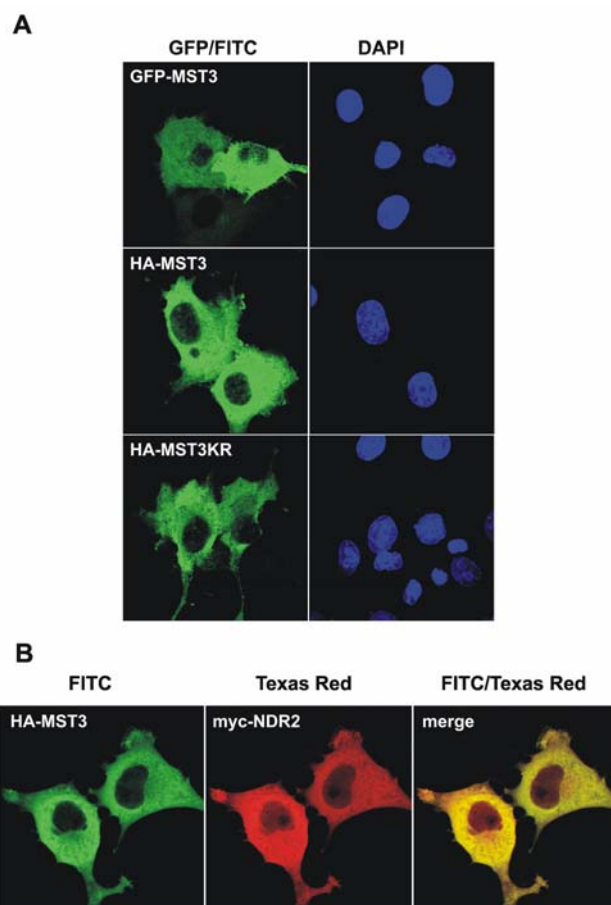 A
GFP/FITC DAPI
GFP-MST3
HA-MST3
HA-MST3KR
B
FITC Texas Red FITC/Texas Red
HA-MST3 myc-NDR2 merge